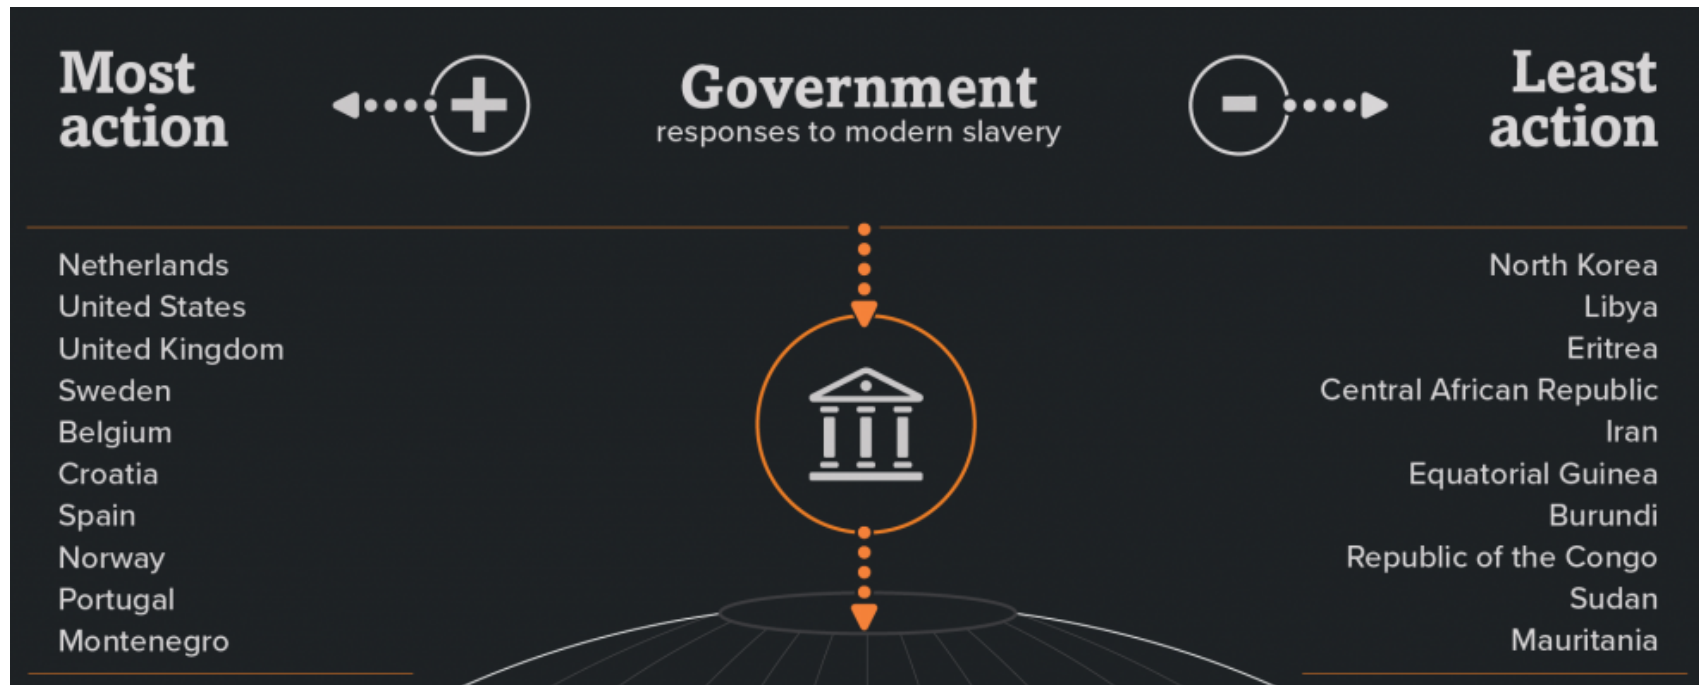 Most
action
Government
responses to modern slavery
Least
action
Netherlands
United States
United Kingdom
Sweden
Belgium
Croatia
Spain
Norway
Portugal
Montenegro
North Korea
Libya
Eritrea
Central African Republic
Iran
Equatorial Guinea
Burundi
Republic of the Congo
Sudan
Mauritania